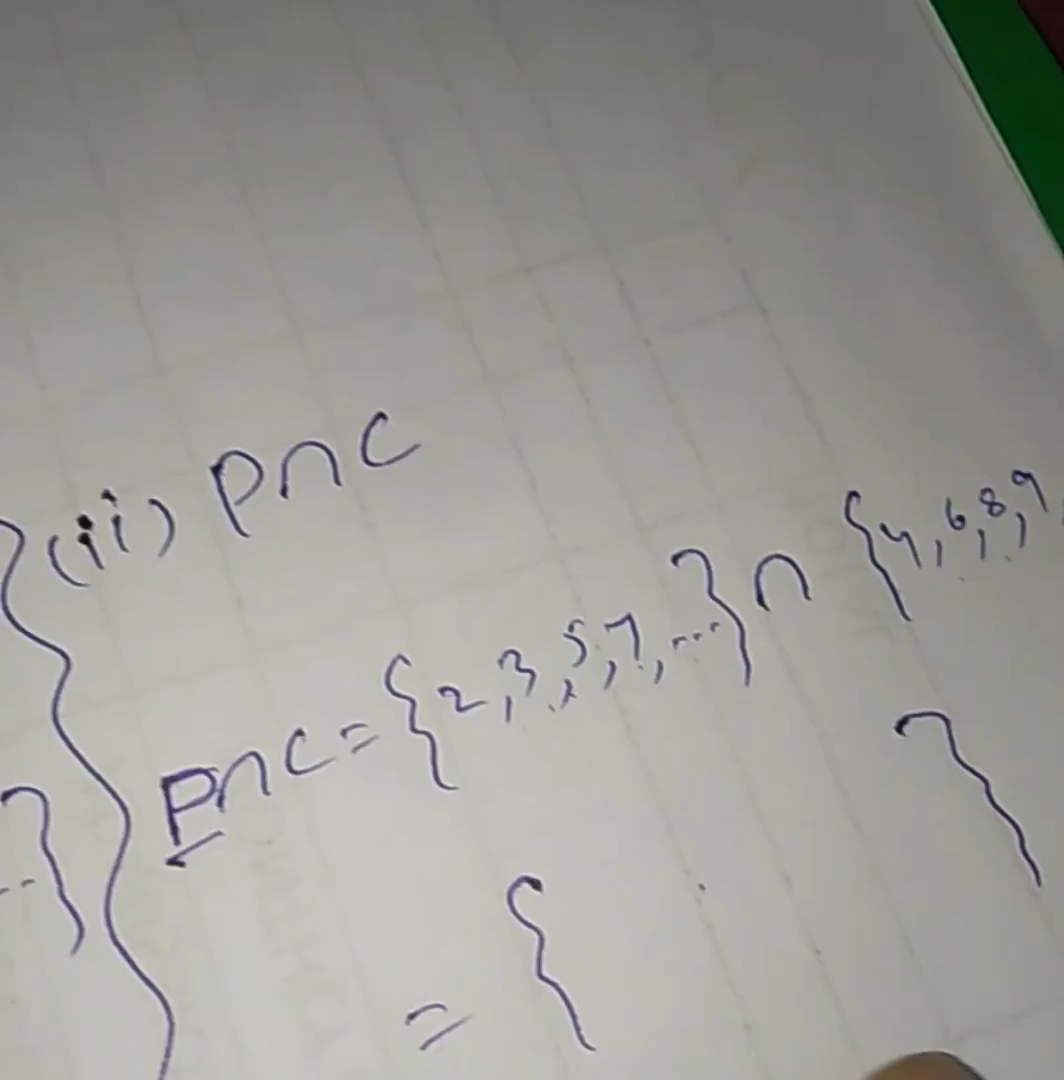 (ii) P∩C
P∩C = {2,3,5,7,...} ∩ {4,6,8,9
..}
= { }